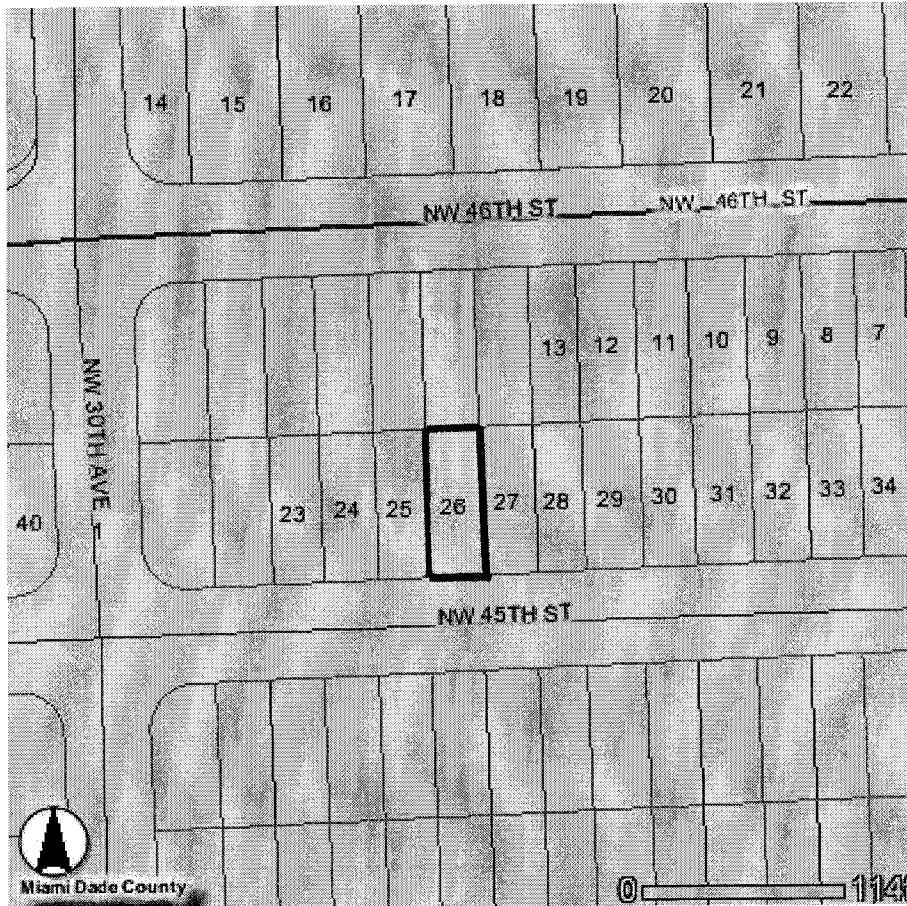 14 15 16 17 18 19 20 21 22
NW 46TH ST NW 46TH ST
13 12 11 10 9 8 7
NW 30TH AVE
40 23 24 25 26 27 28 29 30 31 32 33 34
NW 45TH ST
Miami Dade County
0 114